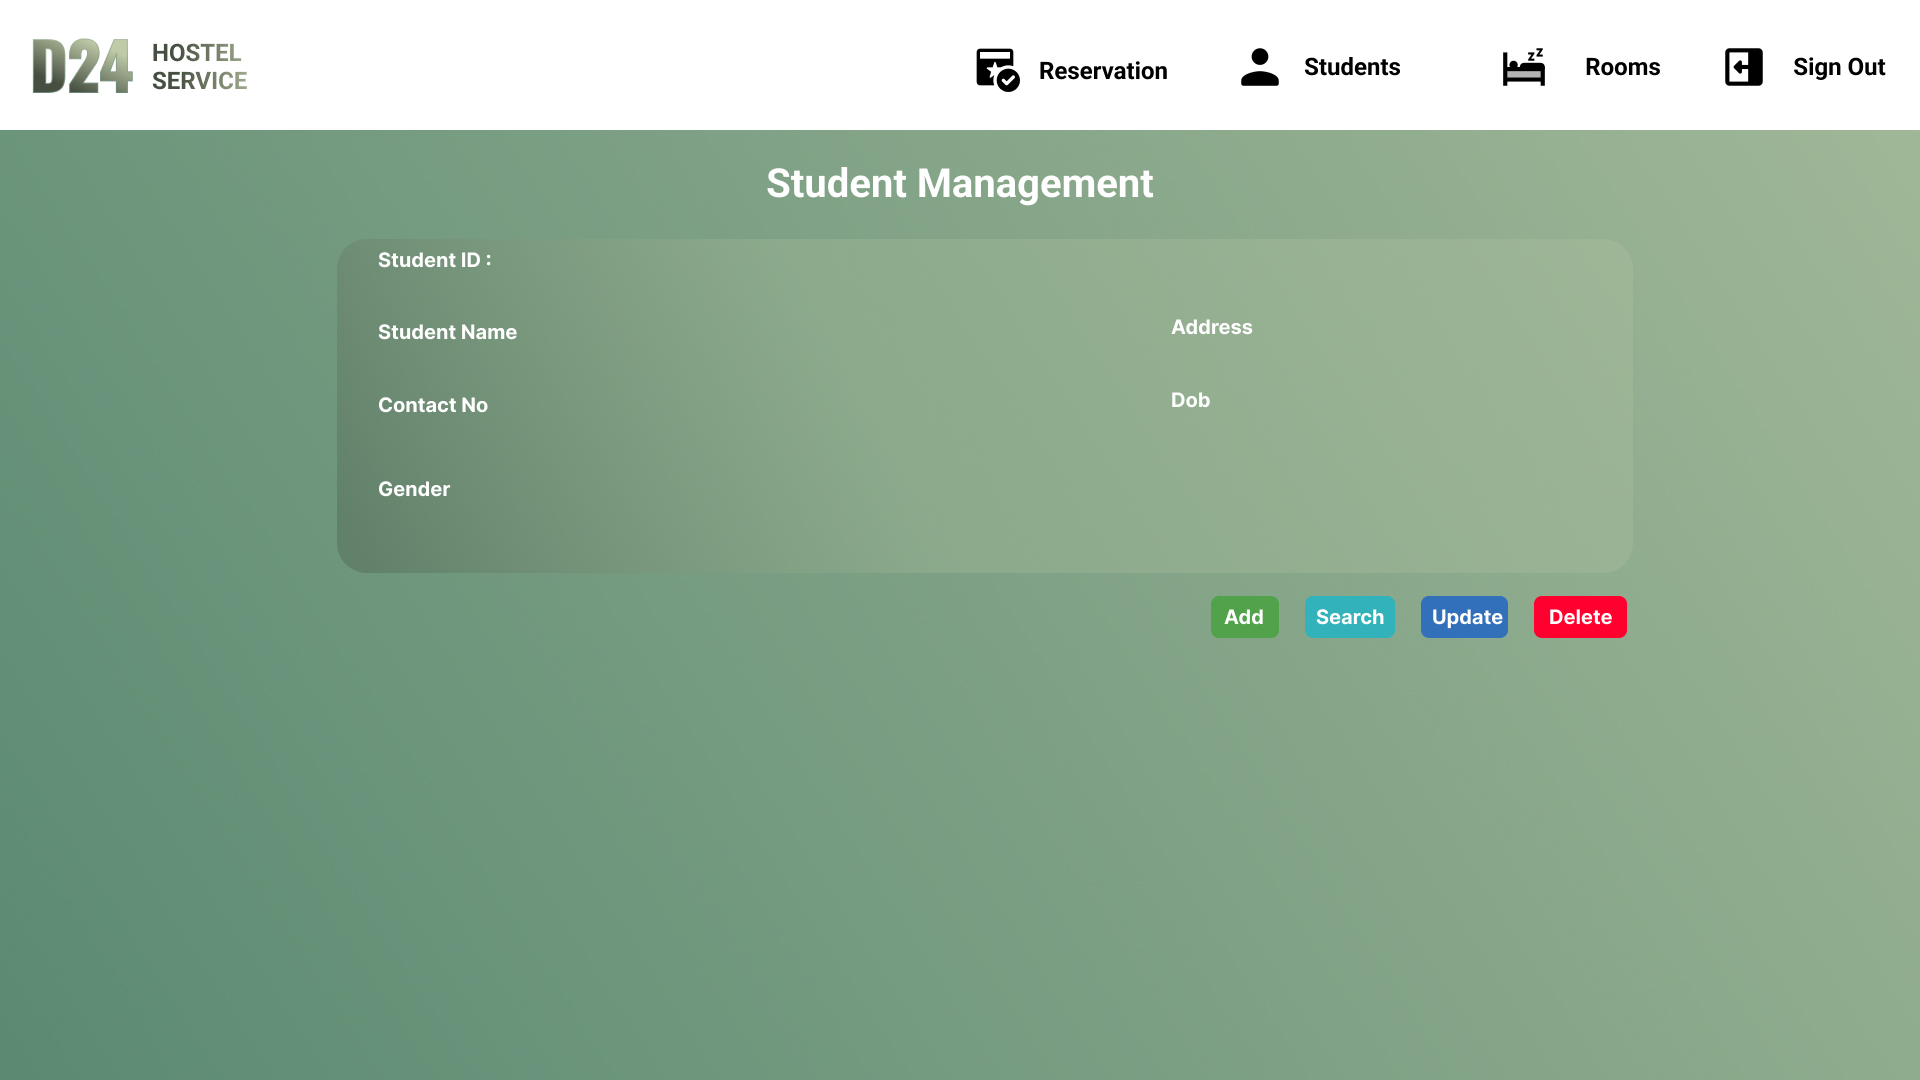 D24
HOSTEL
SERVICE
Reservation
Students
Rooms
Sign Out
Student Management
Student ID :
Student Name
Address
Contact No
Dob
Gender
Add
Search
Update
Delete